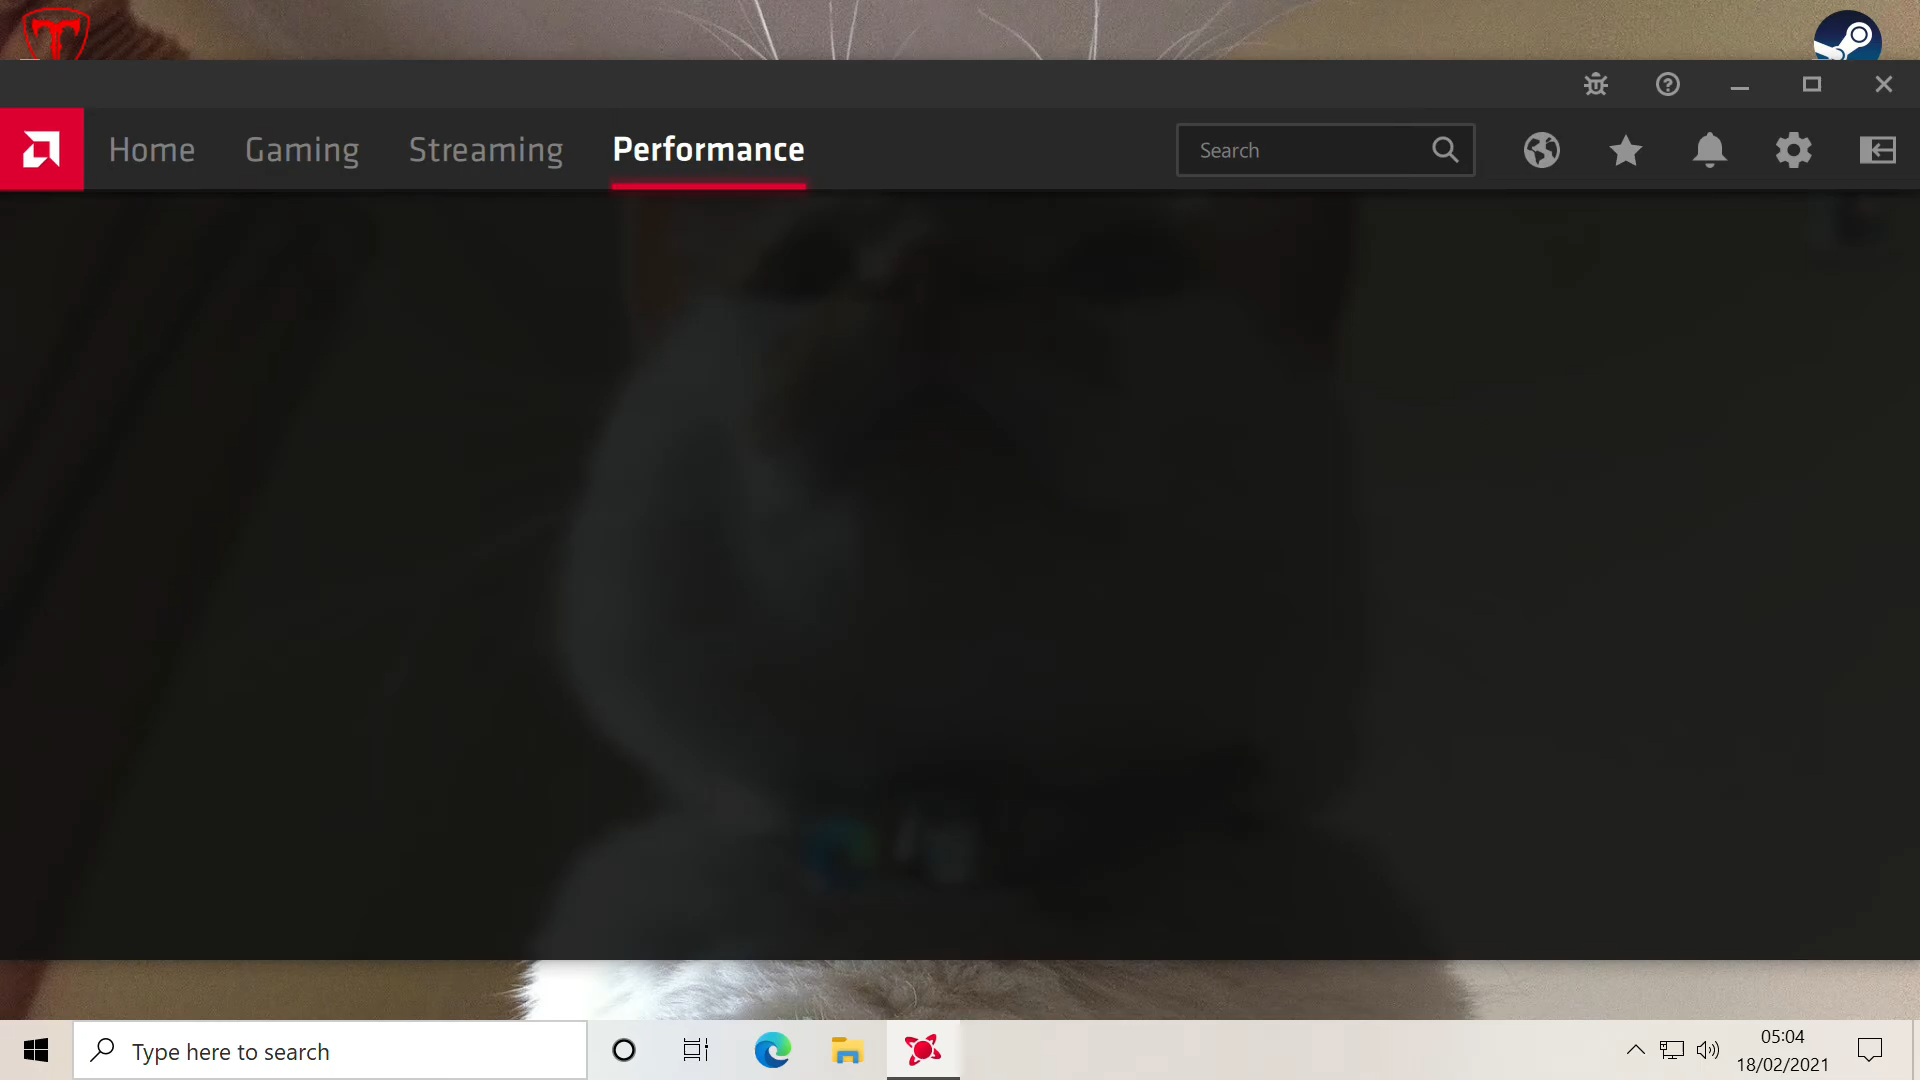 Home Gaming Streaming Performance Search
Type here to search
05:04
18/02/2021